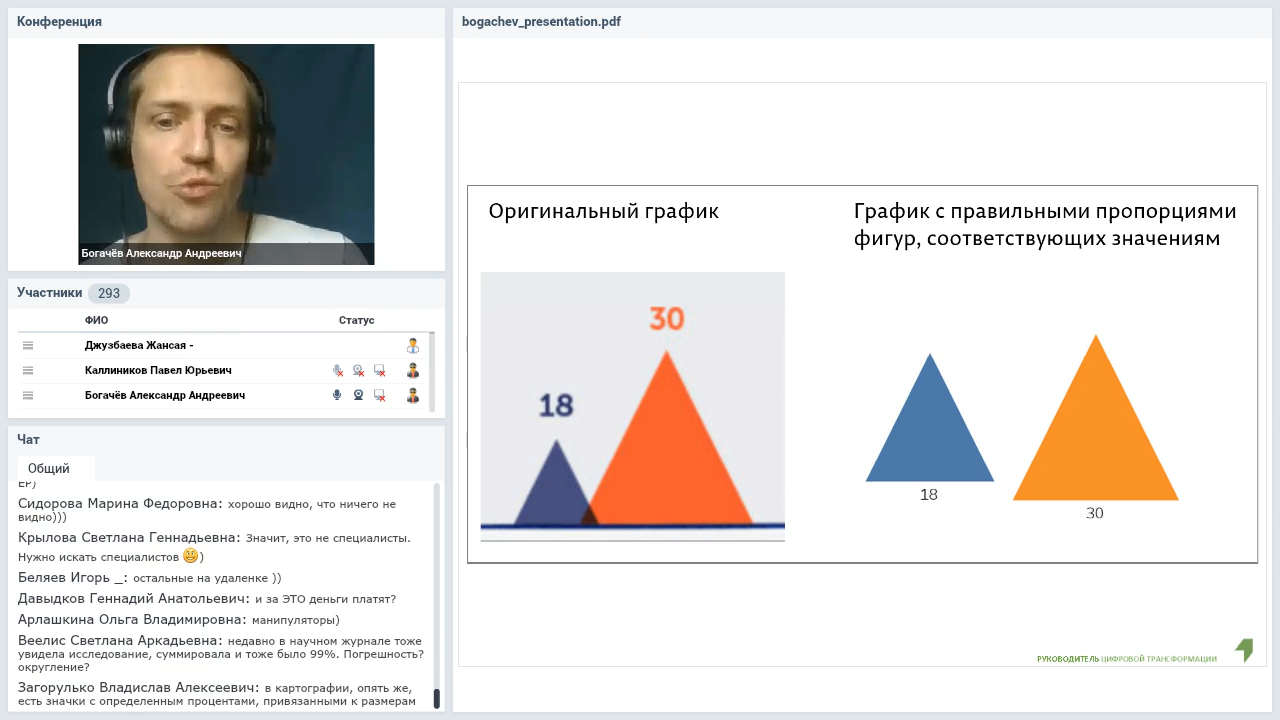 Конференция
Богачёв Александр Андреевич
Участники 293
ФИО Статус
Джузбаева Жансая -
Каллиников Павел Юрьевич
Богачёв Александр Андреевич
Чат
Общий
ЕР)
Сидорова Марина Федоровна: хорошо видно, что ничего не
видно)))
Крылова Светлана Геннадьевна: Значит, это не специалисты.
Нужно искать специалистов 😀)
Беляев Игорь _: остальные на удаленке ))
Давыдков Геннадий Анатольевич: и за ЭТО деньги платят?
Арлашкина Ольга Владимировна: манипуляторы)
Веелис Светлана Аркадьевна: недавно в научном журнале тоже
увидела исследование, суммировала и тоже было 99%. Погрешность?
округление?
Загорулько Владислав Алексеевич: в картографии, опять же,
есть значки с определенным процентами, привязанными к размерам
bogachev_presentation.pdf
Оригинальный график
30
18
График с правильными пропорциями
фигур, соответствующих значениям
18
30
РУКОВОДИТЕЛЬ ЦИФРОВОЙ ТРАНСФОРМАЦИИ